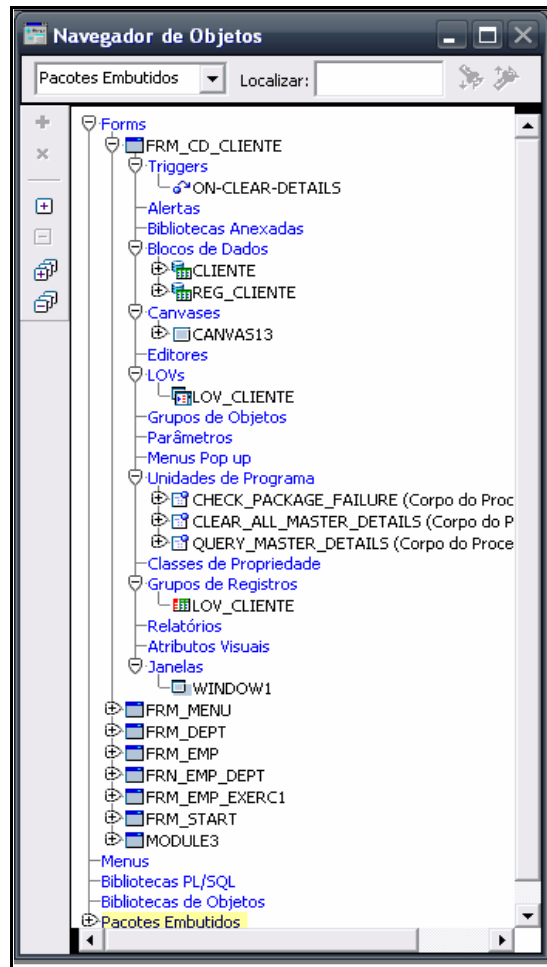 Navegador de Objetos
Pacotes Embutidos Localizar:
Forms
FRM_CD_CLIENTE
Triggers
ON-CLEAR-DETAILS
Alertas
Bibliotecas Anexadas
Blocos de Dados
CLIENTE
REG_CLIENTE
Canvases
CANVAS13
Editores
LOVs
LOV_CLIENTE
Grupos de Objetos
Parâmetros
Menus Pop up
Unidades de Programa
CHECK_PACKAGE_FAILURE (Corpo do Proc
CLEAR_ALL_MASTER_DETAILS (Corpo do P
QUERY_MASTER_DETAILS (Corpo do Proce
Classes de Propriedade
Grupos de Registros
LOV_CLIENTE
Relatórios
Atributos Visuais
Janelas
WINDOW1
FRM_MENU
FRM_DEPT
FRM_EMP
FRN_EMP_DEPT
FRM_EMP_EXERC1
FRM_START
MODULE3
Menus
Bibliotecas PL/SQL
Bibliotecas de Objetos
Pacotes Embutidos